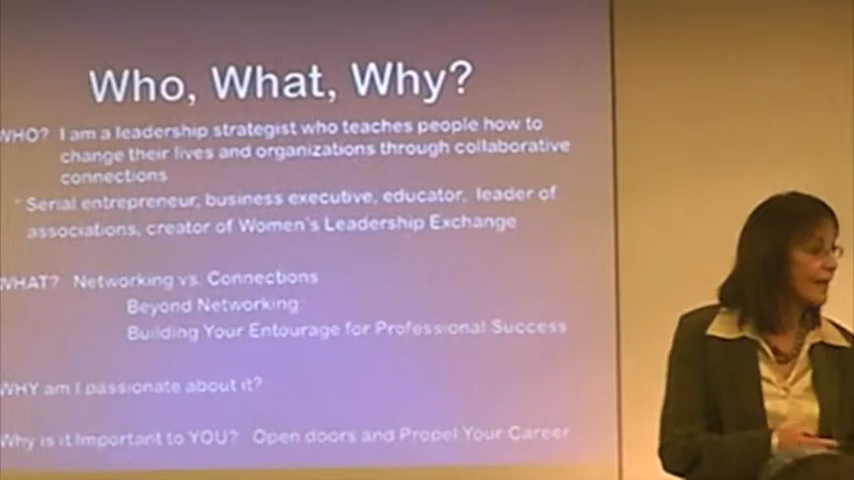 Who, What, Why?
WHO? I am a leadership strategist who teaches people how to
change their lives and organizations through collaborative
connections
Serial entrepreneur, business executive, educator, leader of
associations, creator of Women's Leadership Exchange
WHAT? Networking vs. Connections
Beyond Networking
Building Your Entourage for Professional Success
WHY am I passionate about it?
Why is it Important to YOU? Open doors and Propel Your Career